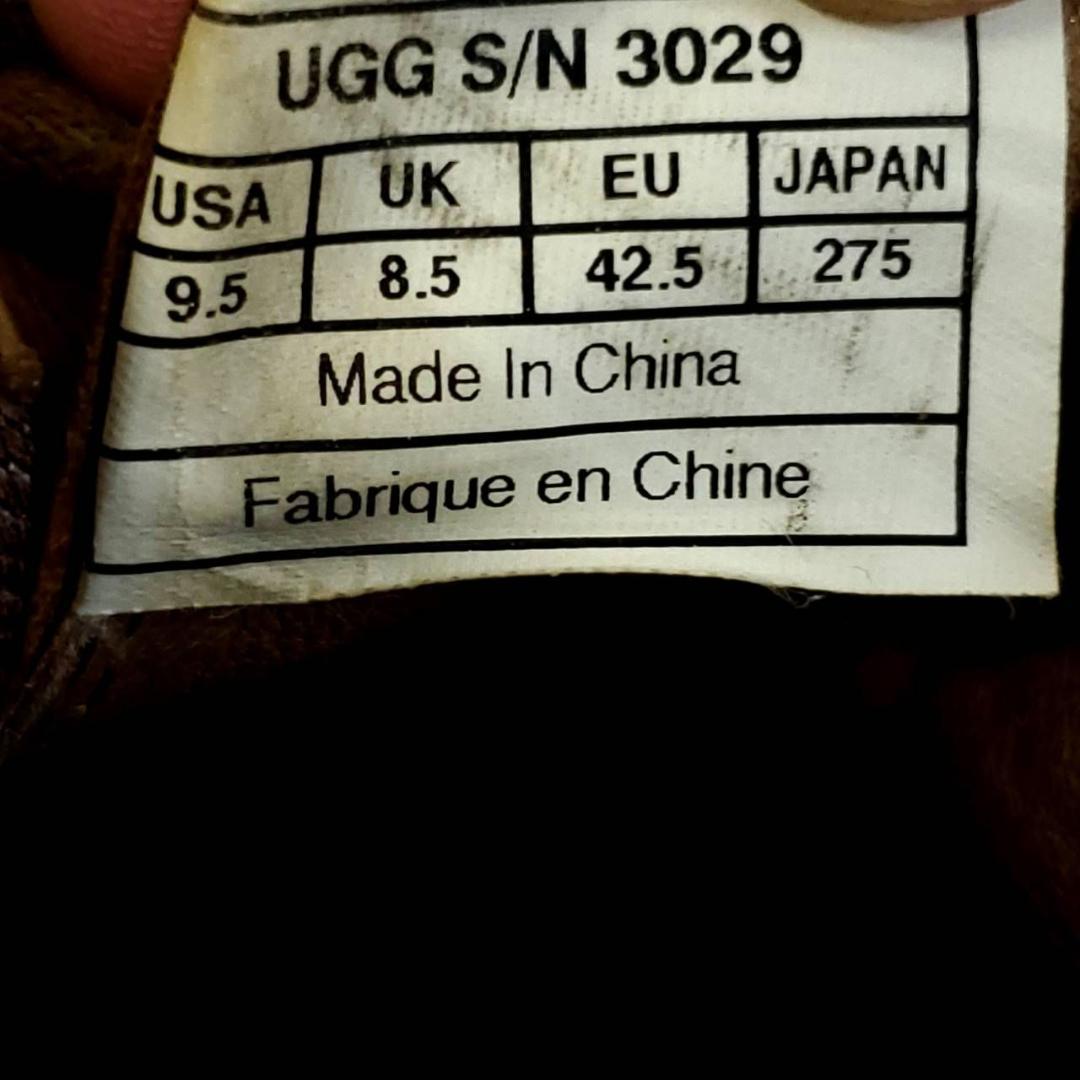 UGG S/N 3029
USA UK EU JAPAN
9.5 8.5 42.5 275
Made In China
Fabrique en Chine